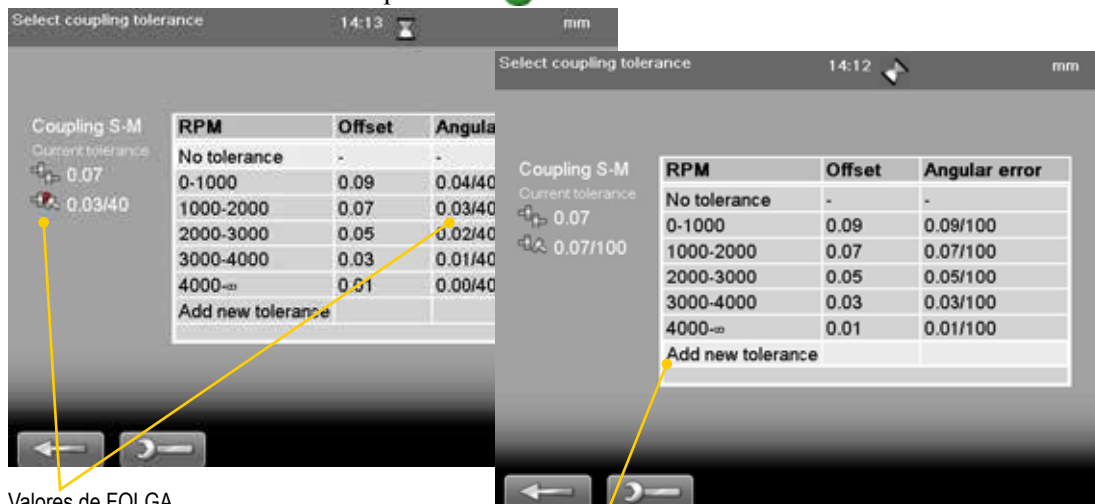 Select coupling tolerance 14:13 mm
Coupling S-M
Current tolerance
0.07
0.03/40
RPM Offset Angula
No tolerance - -
0-1000 0.09 0.04/40
1000-2000 0.07 0.03/40
2000-3000 0.05 0.02/40
3000-4000 0.03 0.01/40
4000-∞ 0.01 0.00/40
Add new tolerance
Valores de FOLGA
Select coupling tolerance 14:12 mm
Coupling S-M
Current tolerance
0.07
0.07/100
RPM Offset Angular error
No tolerance - -
0-1000 0.09 0.09/100
1000-2000 0.07 0.07/100
2000-3000 0.05 0.05/100
3000-4000 0.03 0.03/100
4000-∞ 0.01 0.01/100
Add new tolerance